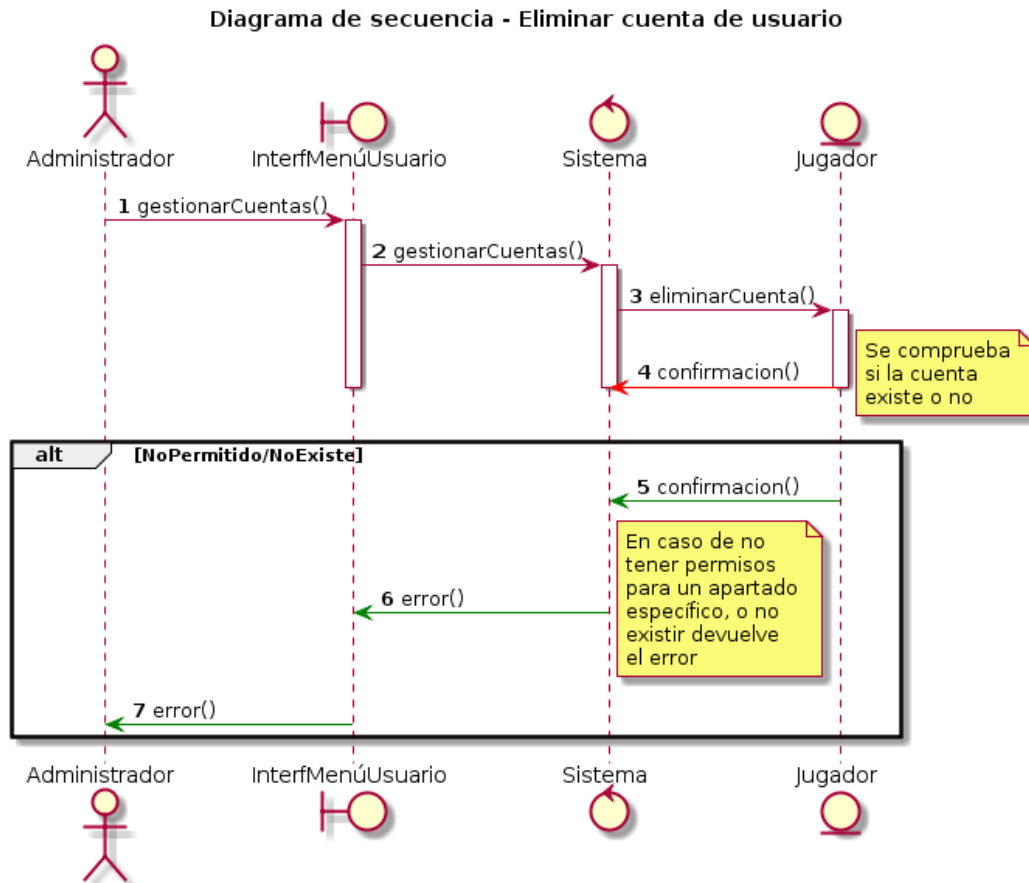 Diagrama de secuencia - Eliminar cuenta de usuario
Administrador
InterfMenúUsuario
Sistema
Jugador
1 gestionarCuentas()
2 gestionarCuentas()
3 eliminarCuenta()
4 confirmacion()
Se comprueba
si la cuenta
existe o no
alt
[NoPermitido/NoExiste]
5 confirmacion()
En caso de no
tener permisos
para un apartado
específico, o no
existir devuelve
el error
6 error()
7 error()
Administrador
InterfMenúUsuario
Sistema
Jugador